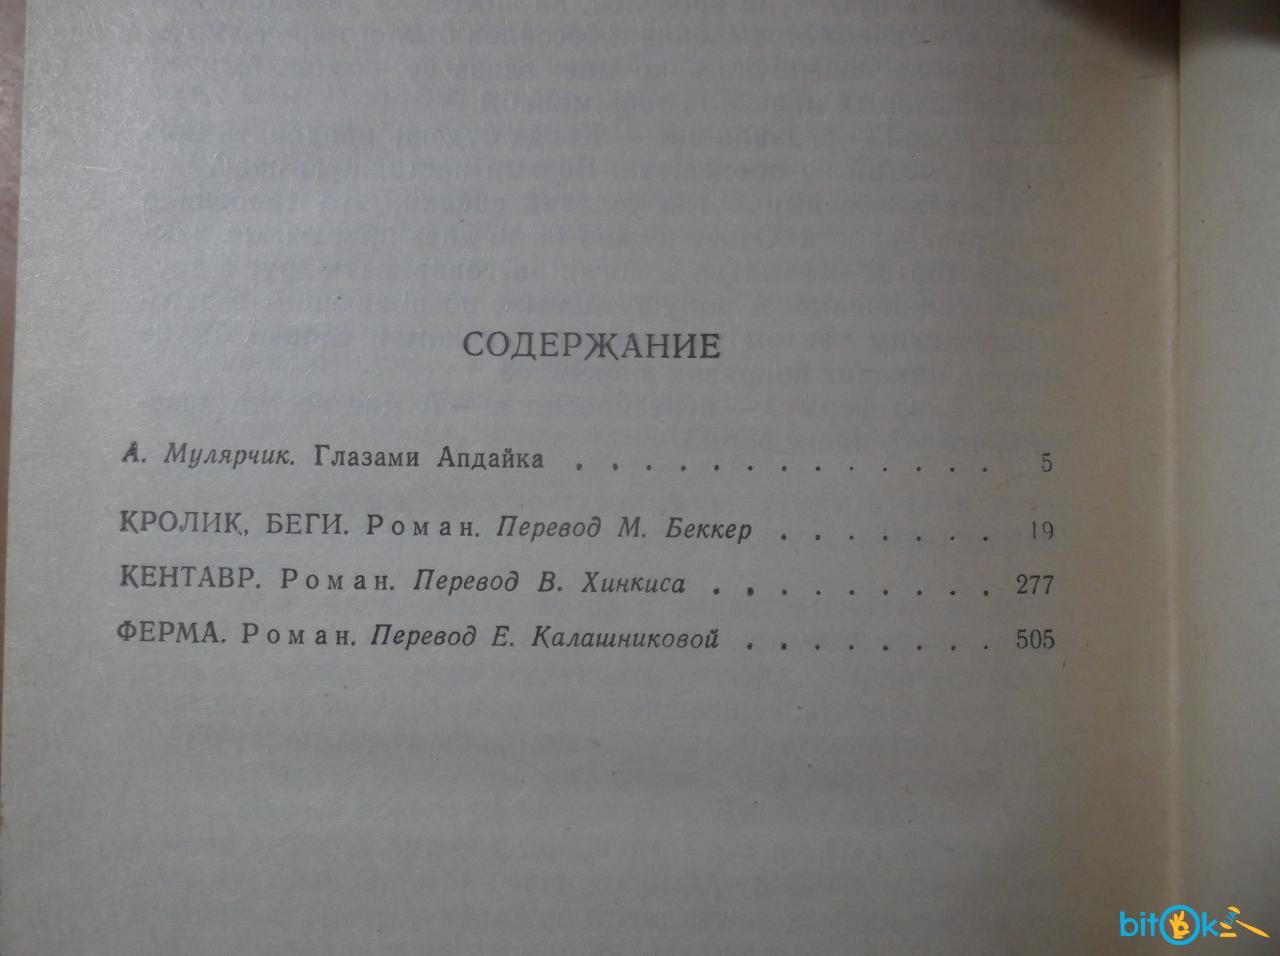 СОДЕРЖАНИЕ
А. Мулярчик. Глазами Апдайка . . . . . . . . . . . . . 5
КРОЛИК, БЕГИ. Роман. Перевод М. Беккер . . . . . . . 19
КЕНТАВР. Роман. Перевод В. Хинкиса . . . . . . . . . 277
ФЕРМА. Роман. Перевод Е. Калашниковой . . . . . . . . 505
bitOk